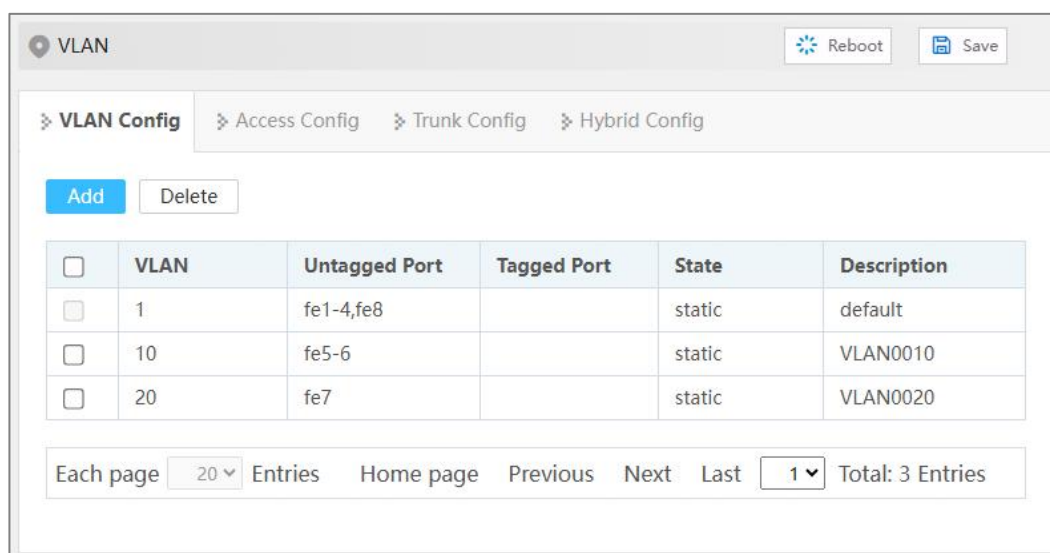 VLAN Reboot Save
VLAN Config Access Config Trunk Config Hybrid Config
Add Delete
VLAN Untagged Port Tagged Port State Description
1 fe1-4,fe8 static default
10 fe5-6 static VLAN0010
20 fe7 static VLAN0020
Each page 20 Entries Home page Previous Next Last 1 Total: 3 Entries